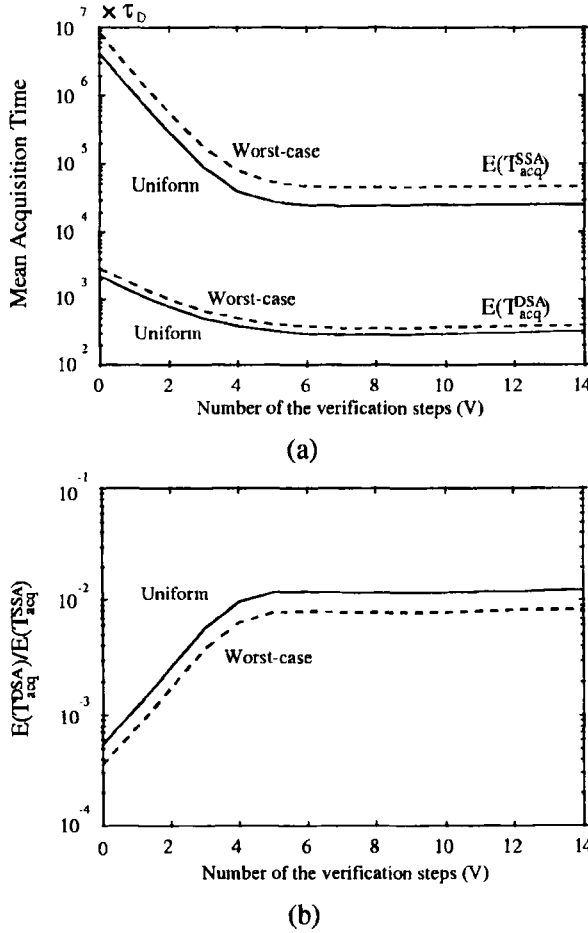 10^7
× τ_D
10^6
10^5
10^4
10^3
10^2
Mean Acquisition Time
Worst-case
Uniform
E(T_acq^SSA)
Worst-case
Uniform
E(T_acq^DSA)
0 2 4 6 8 10 12 14
Number of the verification steps (V)
(a)
10^-1
10^-2
10^-3
10^-4
E(T_acq^DSA)/E(T_acq^SSA)
Uniform
Worst-case
0 2 4 6 8 10 12 14
Number of the verification steps (V)
(b)